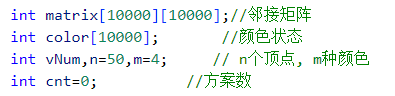 int matrix[10000][10000];//邻接矩阵
int color[10000];        //颜色状态
int vNum,n=50,m=4;     // n个顶点, m种颜色
int cnt=0;            //方案数